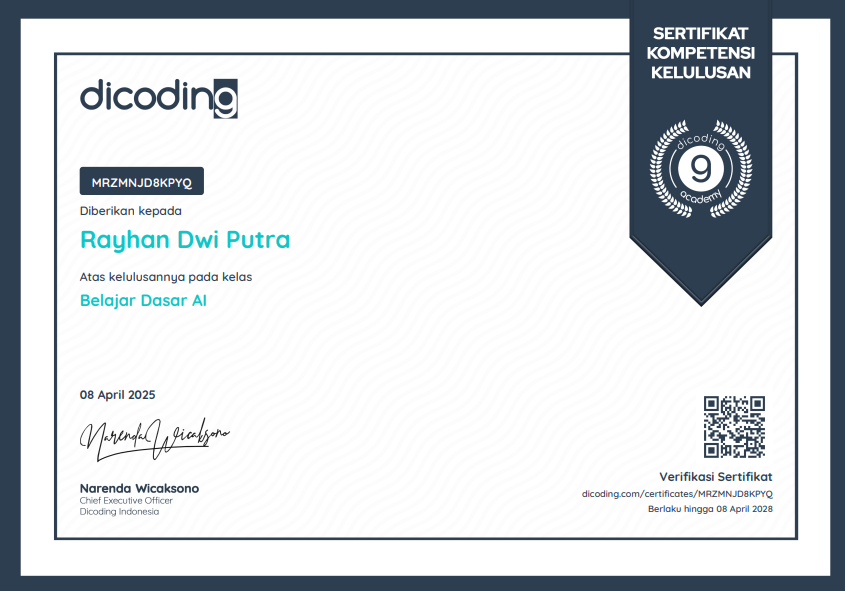 SERTIFIKAT
KOMPETENSI
KELULUSAN
dicoding
dicoding
9
academy
MRZMNJD8KPYQ
Diberikan kepada
Rayhan Dwi Putra
Atas kelulusannya pada kelas
Belajar Dasar AI
08 April 2025
Narenda Wicaksono
Narenda Wicaksono
Chief Executive Officer
Dicoding Indonesia
Verifikasi Sertifikat
dicoding.com/certificates/MRZMNJD8KPYQ
Berlaku hingga 08 April 2028